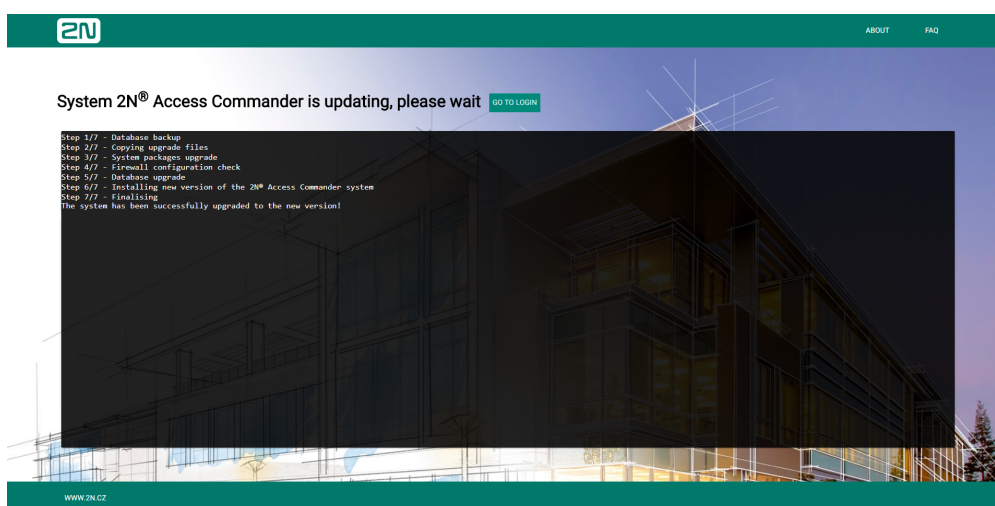 2N
ABOUT
FAQ
System 2N® Access Commander is updating, please wait
GO TO LOGIN
Step 1/7 - Database backup
Step 2/7 - Copying upgrade files
Step 3/7 - System packages upgrade
Step 4/7 - Firewall configuration check
Step 5/7 - Database upgrade
Step 6/7 - Installing new version of the 2N® Access Commander system
Step 7/7 - Finalising
The system has been successfully upgraded to the new version!
WWW.2N.CZ